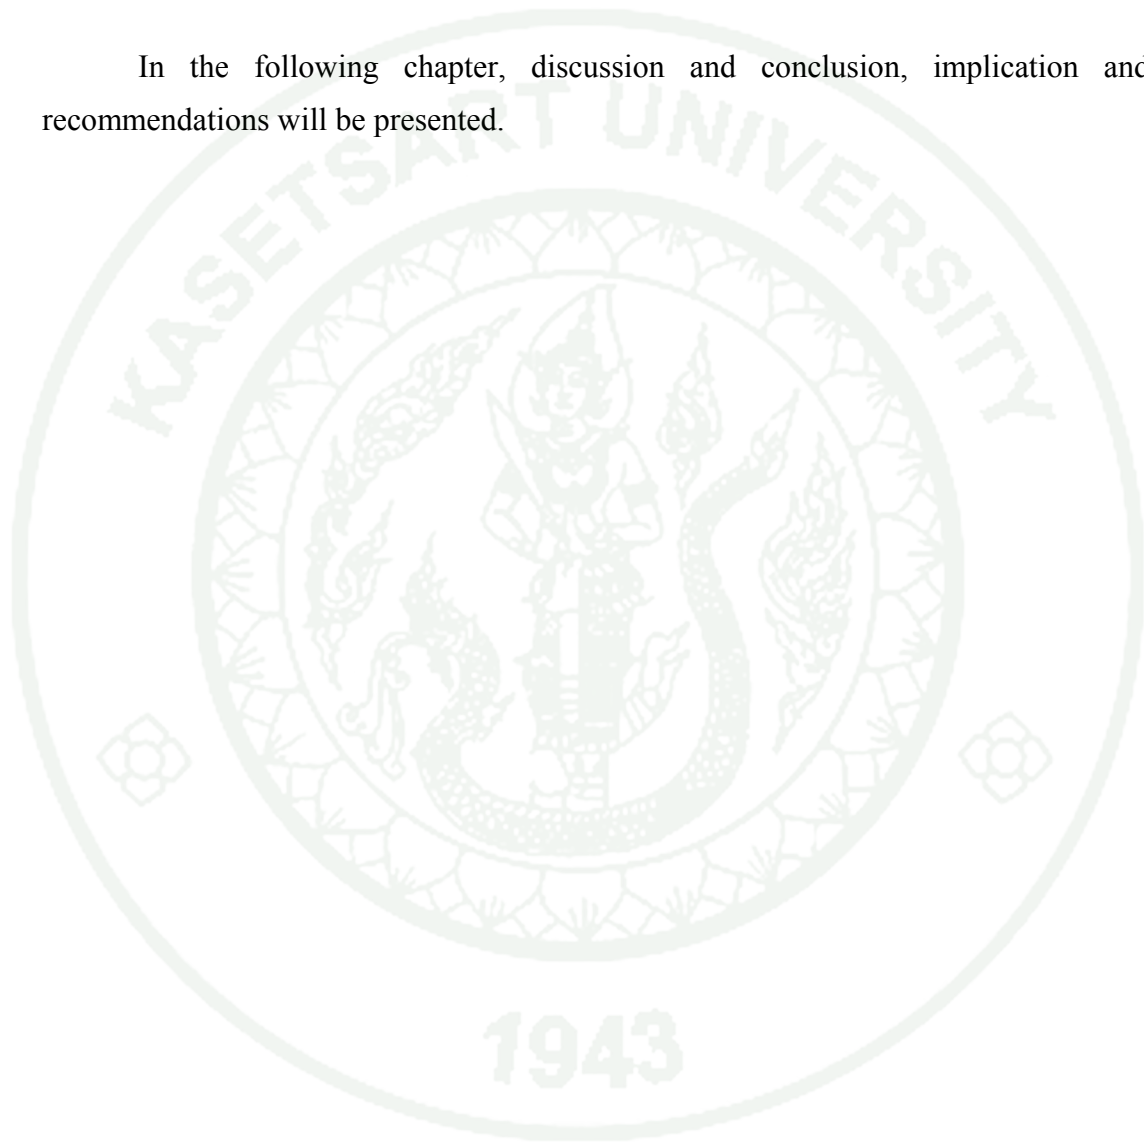 In the following chapter, discussion and conclusion, implication and
recommendations will be presented.
KASETSART UNIVERSITY
1943